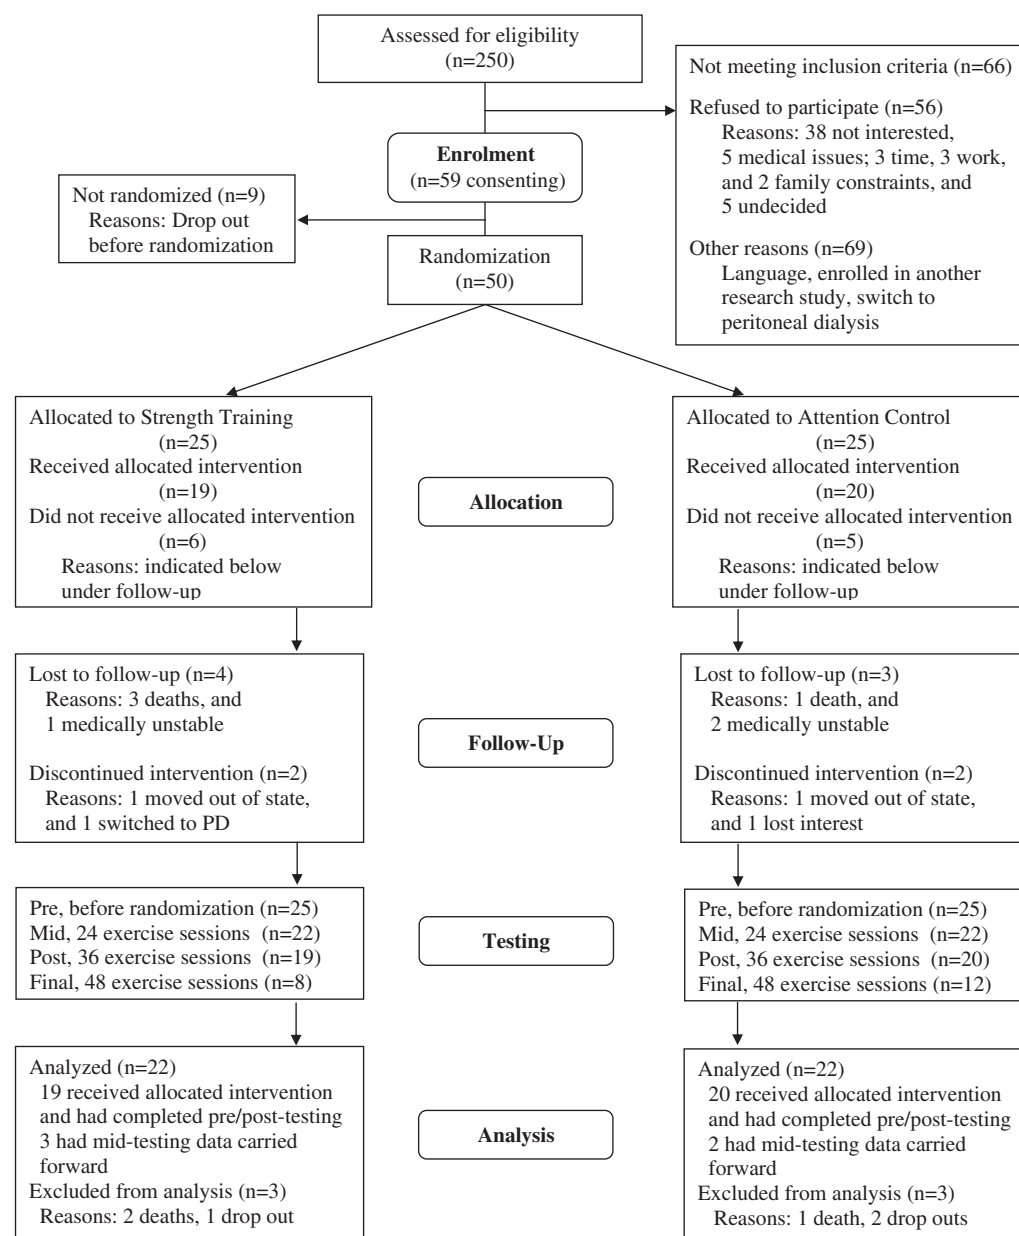 Assessed for eligibility
(n=250)
Not meeting inclusion criteria (n=66)
Refused to participate (n=56)
Reasons: 38 not interested,
5 medical issues; 3 time, 3 work,
and 2 family constraints, and
5 undecided
Other reasons (n=69)
Language, enrolled in another
research study, switch to
peritoneal dialysis
Enrolment
(n=59 consenting)
Not randomized (n=9)
Reasons: Drop out
before randomization
Randomization
(n=50)
Allocated to Strength Training
(n=25)
Received allocated intervention
(n=19)
Did not receive allocated intervention
(n=6)
Reasons: indicated below
under follow-up
Allocation
Allocated to Attention Control
(n=25)
Received allocated intervention
(n=20)
Did not receive allocated intervention
(n=5)
Reasons: indicated below
under follow-up
Lost to follow-up (n=4)
Reasons: 3 deaths, and
1 medically unstable
Discontinued intervention (n=2)
Reasons: 1 moved out of state,
and 1 switched to PD
Follow-Up
Lost to follow-up (n=3)
Reasons: 1 death, and
2 medically unstable
Discontinued intervention (n=2)
Reasons: 1 moved out of state,
and 1 lost interest
Pre, before randomization (n=25)
Mid, 24 exercise sessions (n=22)
Post, 36 exercise sessions (n=19)
Final, 48 exercise sessions (n=8)
Testing
Pre, before randomization (n=25)
Mid, 24 exercise sessions (n=22)
Post, 36 exercise sessions (n=20)
Final, 48 exercise sessions (n=12)
Analyzed (n=22)
19 received allocated intervention
and had completed pre/post-testing
3 had mid-testing data carried
forward
Excluded from analysis (n=3)
Reasons: 2 deaths, 1 drop out
Analysis
Analyzed (n=22)
20 received allocated intervention
and had completed pre/post-testing
2 had mid-testing data carried
forward
Excluded from analysis (n=3)
Reasons: 1 death, 2 drop outs